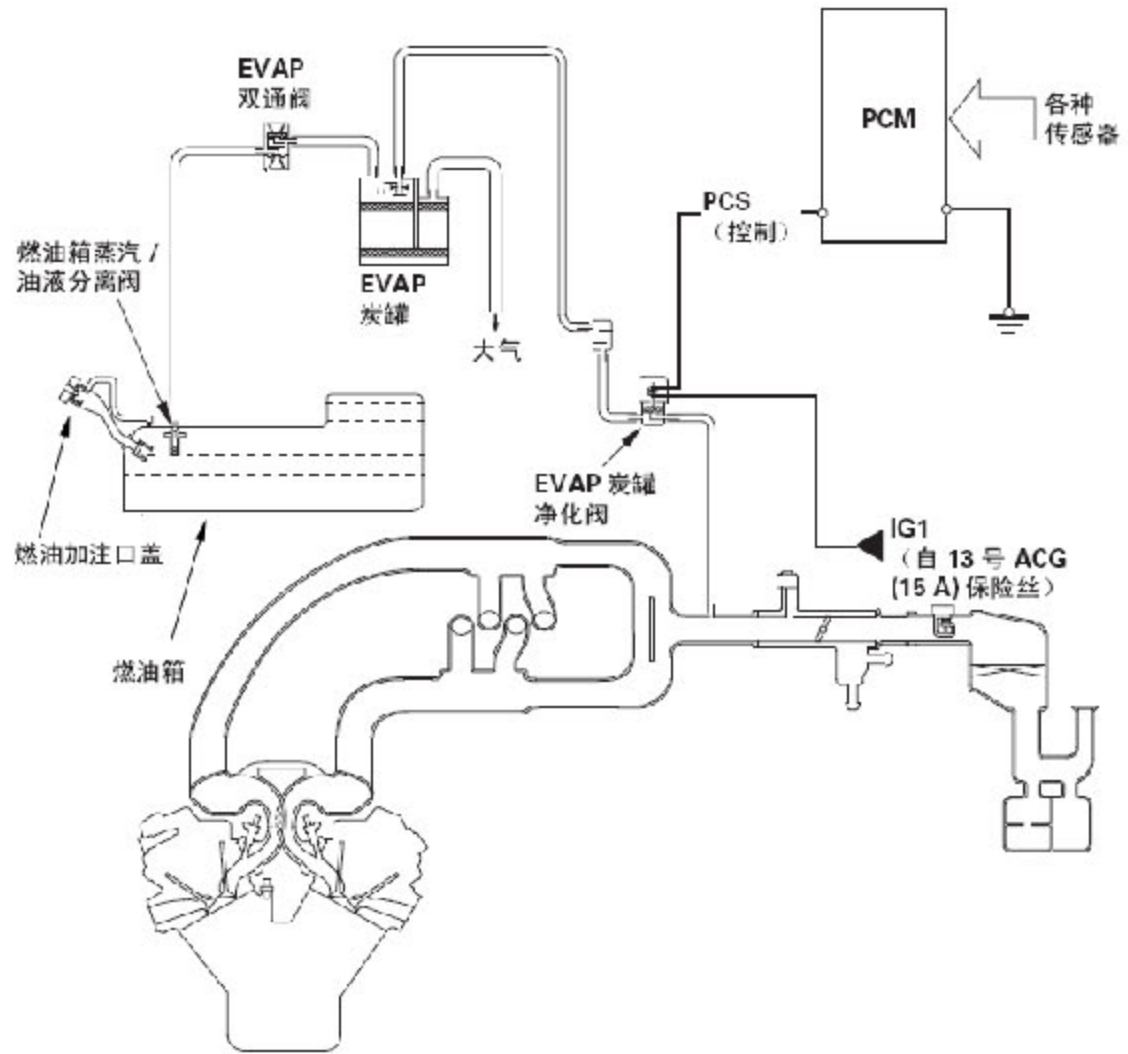 EVAP
双通阀
PCM
各种
传感器
PCS
（控制）
燃油箱蒸汽 /
油液分离阀
EVAP
炭罐
大气
EVAP 炭罐
净化阀
IG1
（自 13 号 ACG
(15 A) 保险丝）
燃油加注口盖
燃油箱